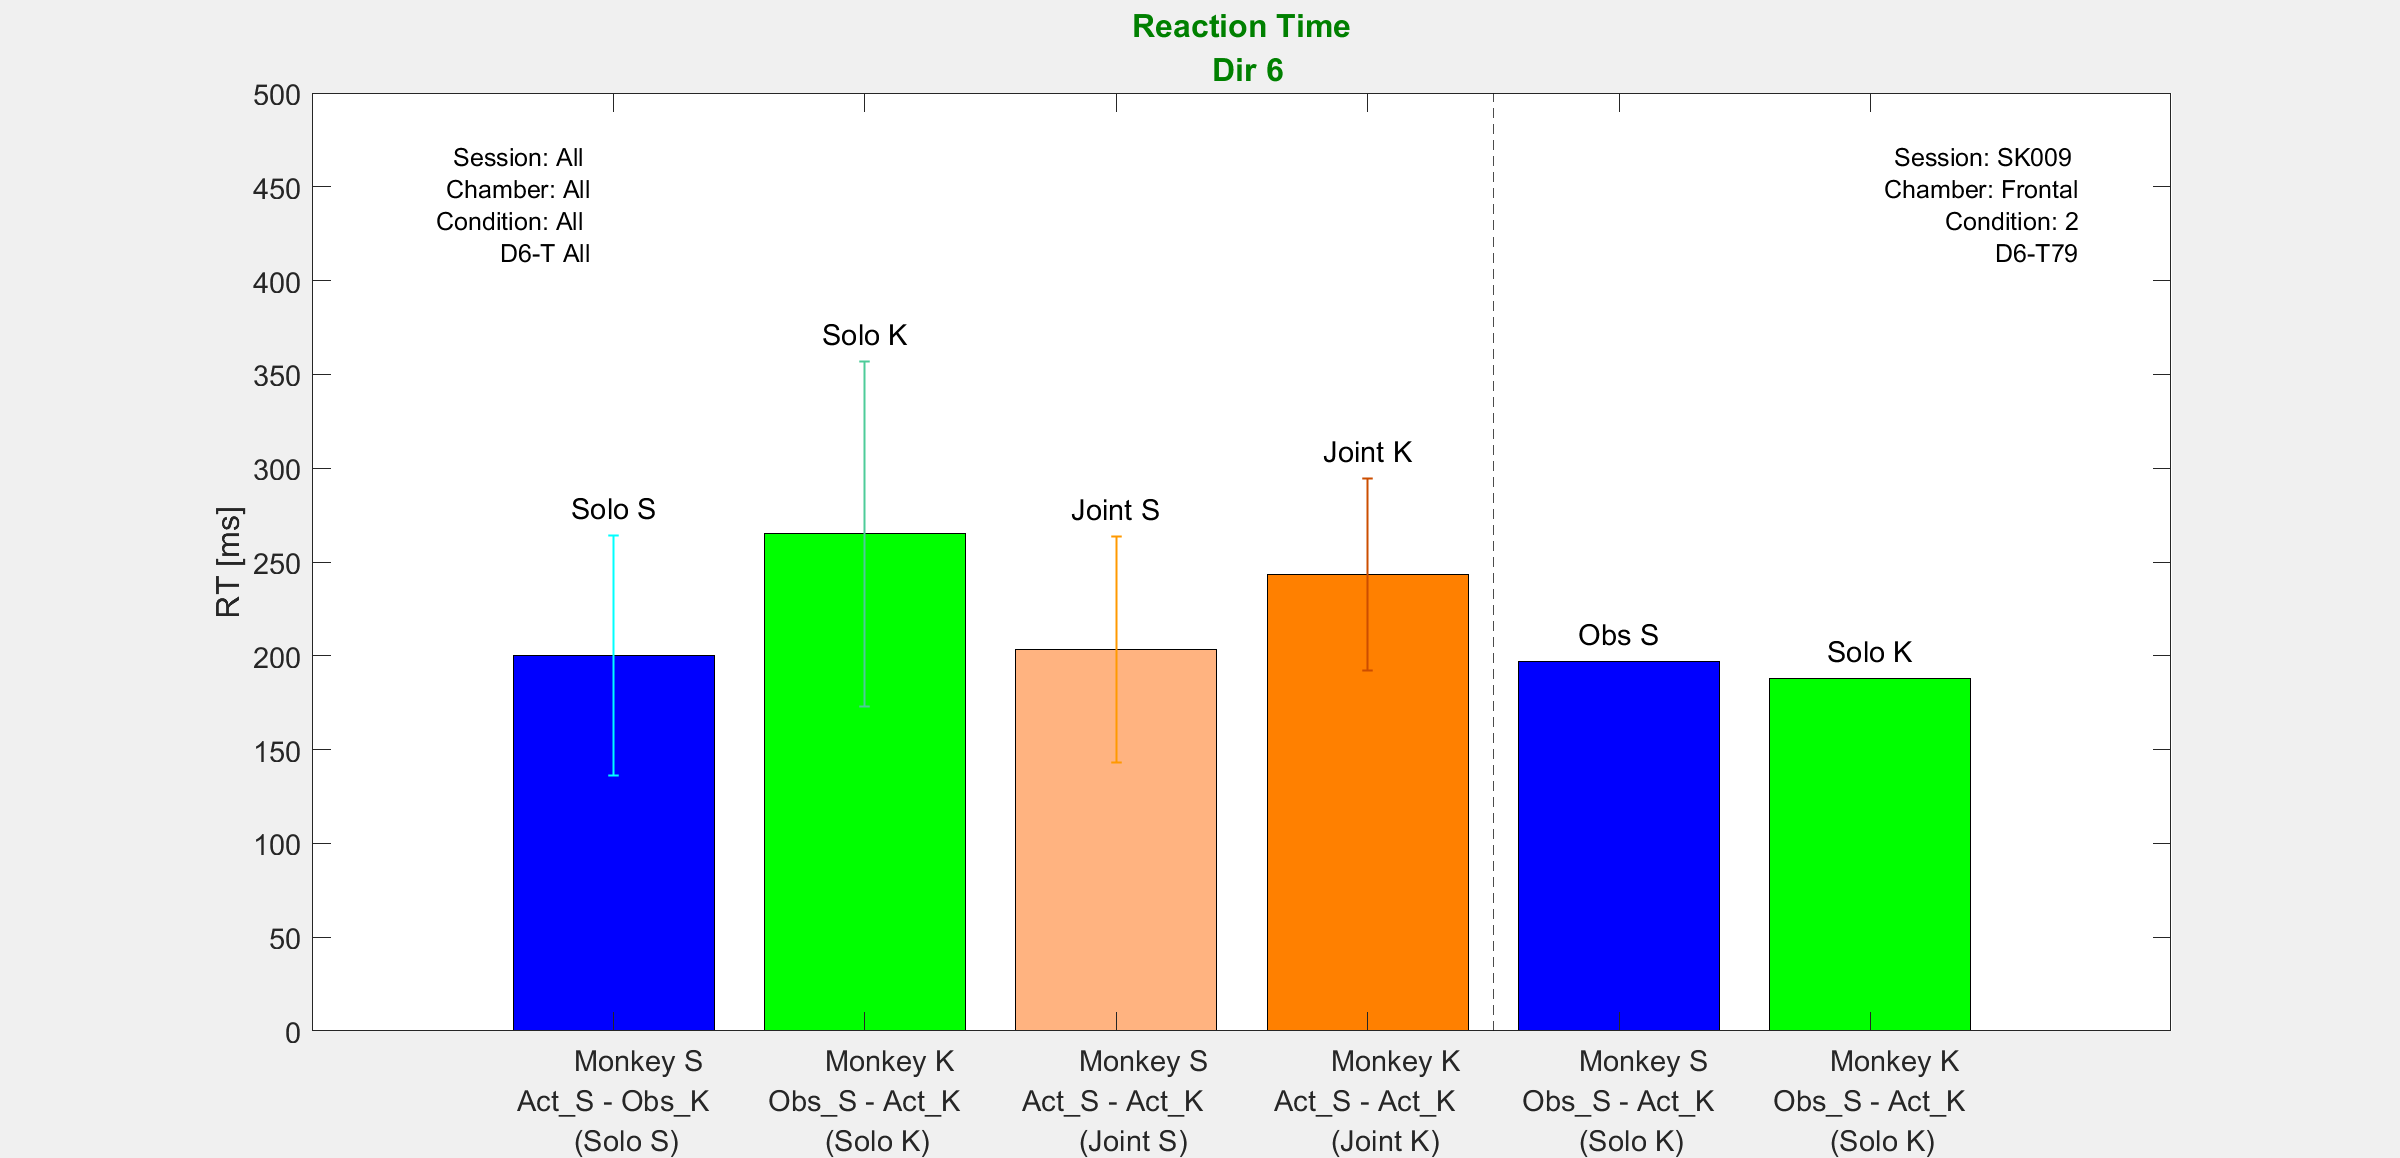 Reaction Time
Dir 6
500
450
400
350
300
250
200
150
100
50
0
RT [ms]
Session: All
Chamber: All
Condition: All
D6-T All
Session: SK009
Chamber: Frontal
Condition: 2
D6-T79
Solo S
Solo K
Joint S
Joint K
Obs S
Solo K
Monkey S
Act_S - Obs_K
(Solo S)
Monkey K
Obs_S - Act_K
(Solo K)
Monkey S
Act_S - Act_K
(Joint S)
Monkey K
Act_S - Act_K
(Joint K)
Monkey S
Obs_S - Act_K
(Solo K)
Monkey K
Obs_S - Act_K
(Solo K)